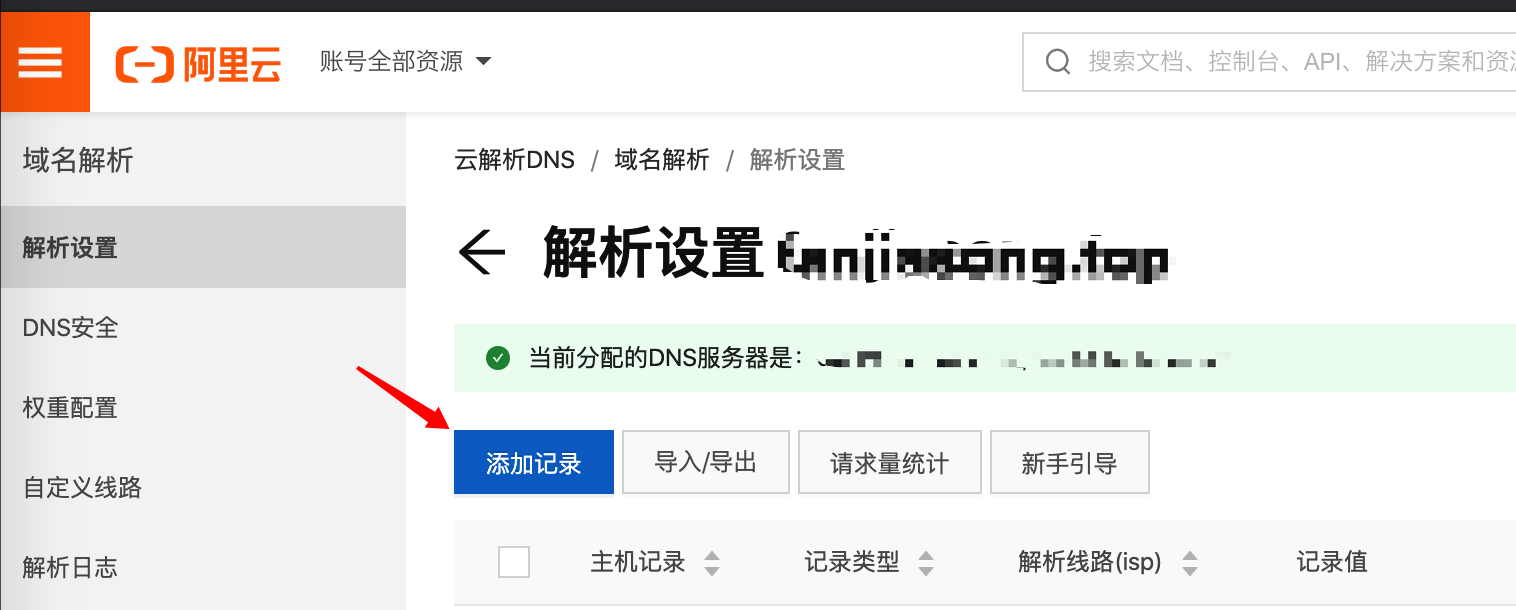 阿里云 账号全部资源 搜索文档、控制台、API、解决方案和资
域名解析
解析设置
DNS安全
权重配置
自定义线路
解析日志
云解析DNS / 域名解析 / 解析设置
解析设置
当前分配的DNS服务器是：
添加记录 导入/导出 请求量统计 新手引导
主机记录 记录类型 解析线路(isp) 记录值